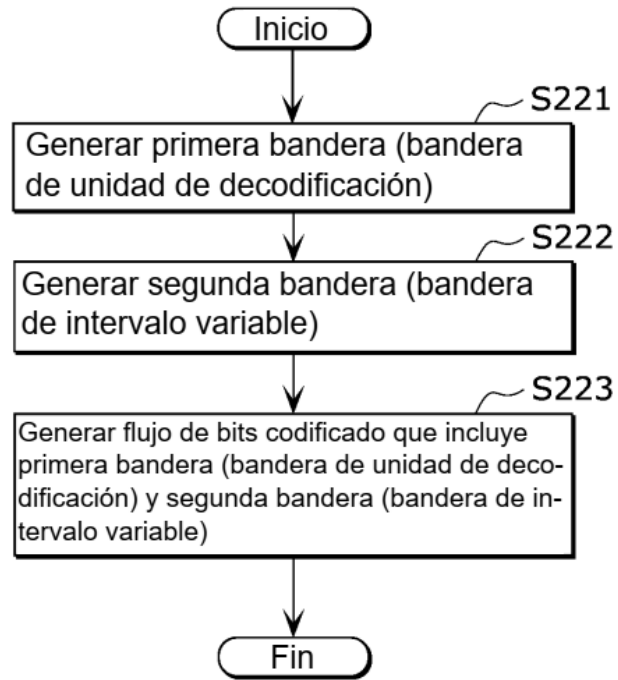 Inicio
S221
Generar primera bandera (bandera
de unidad de decodificación)
S222
Generar segunda bandera (bandera
de intervalo variable)
S223
Generar flujo de bits codificado que incluye
primera bandera (bandera de unidad de deco-
dificación) y segunda bandera (bandera de in-
tervalo variable)
Fin